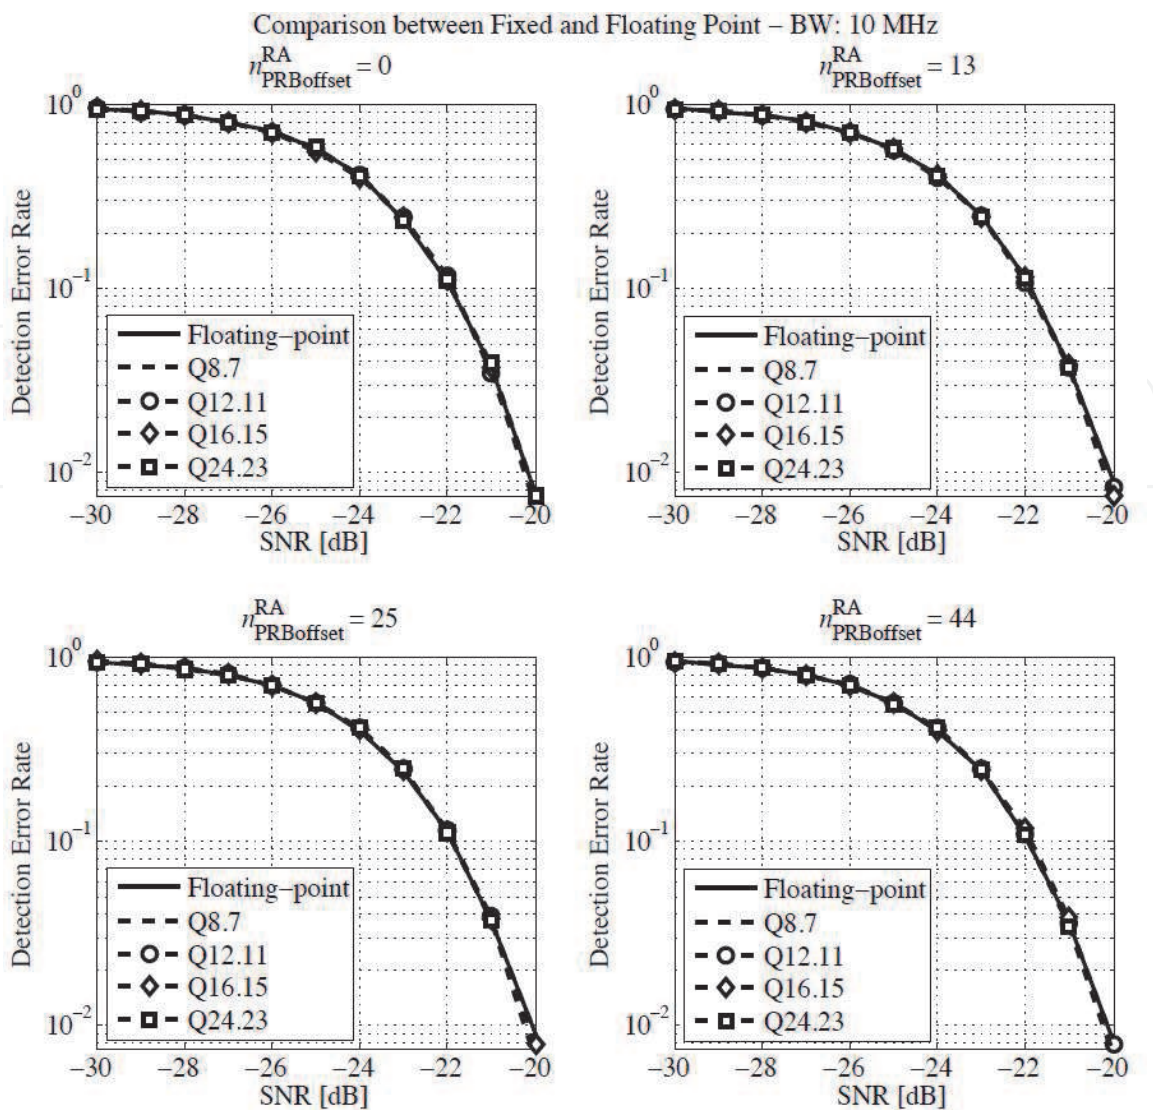 Comparison between Fixed and Floating Point – BW: 10 MHz
n^RA_PRBoffset = 0
10^0
10^−1
10^−2
Detection Error Rate
Floating−point
Q8.7
Q12.11
Q16.15
Q24.23
−30 −28 −26 −24 −22 −20
SNR [dB]
n^RA_PRBoffset = 13
10^0
10^−1
10^−2
Detection Error Rate
Floating−point
Q8.7
Q12.11
Q16.15
Q24.23
−30 −28 −26 −24 −22 −20
SNR [dB]
n^RA_PRBoffset = 25
10^0
10^−1
10^−2
Detection Error Rate
Floating−point
Q8.7
Q12.11
Q16.15
Q24.23
−30 −28 −26 −24 −22 −20
SNR [dB]
n^RA_PRBoffset = 44
10^0
10^−1
10^−2
Detection Error Rate
Floating−point
Q8.7
Q12.11
Q16.15
Q24.23
−30 −28 −26 −24 −22 −20
SNR [dB]